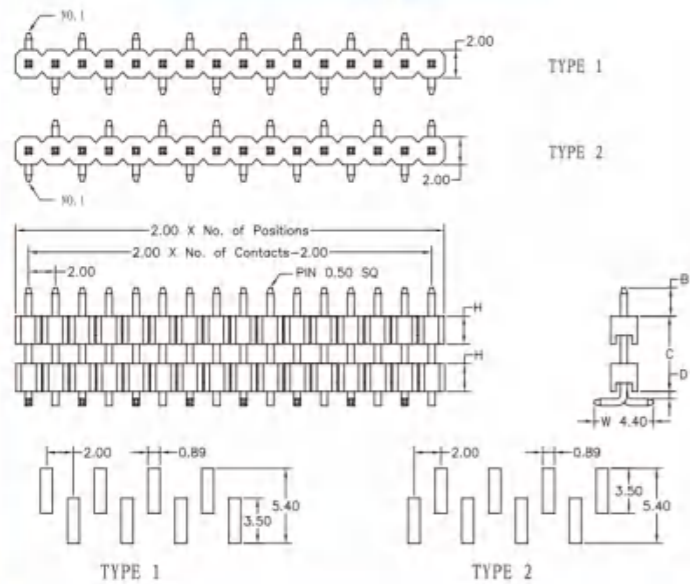 NO.1
2.00
TYPE 1
TYPE 2
2.00
NO.1
2.00 X No. of Positions
2.00 X No. of Contacts-2.00
2.00
PIN 0.50 SQ
H
H
B
C
D
W 4.40
2.00
0.89
3.50
5.40
TYPE 1
2.00
0.89
3.50
5.40
TYPE 2